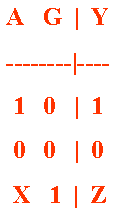 A G | Y
--------|----
1 0 | 1
0 0 | 0
X 1 | Z